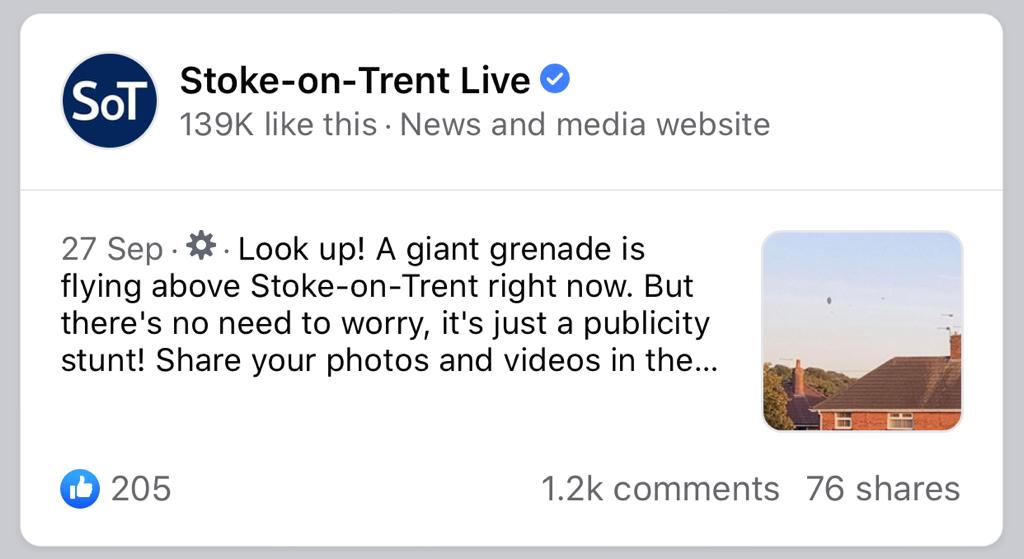 SoT
Stoke-on-Trent Live
139K like this · News and media website
27 Sep · · Look up! A giant grenade is
flying above Stoke-on-Trent right now. But
there's no need to worry, it's just a publicity
stunt! Share your photos and videos in the...
205
1.2k comments 76 shares